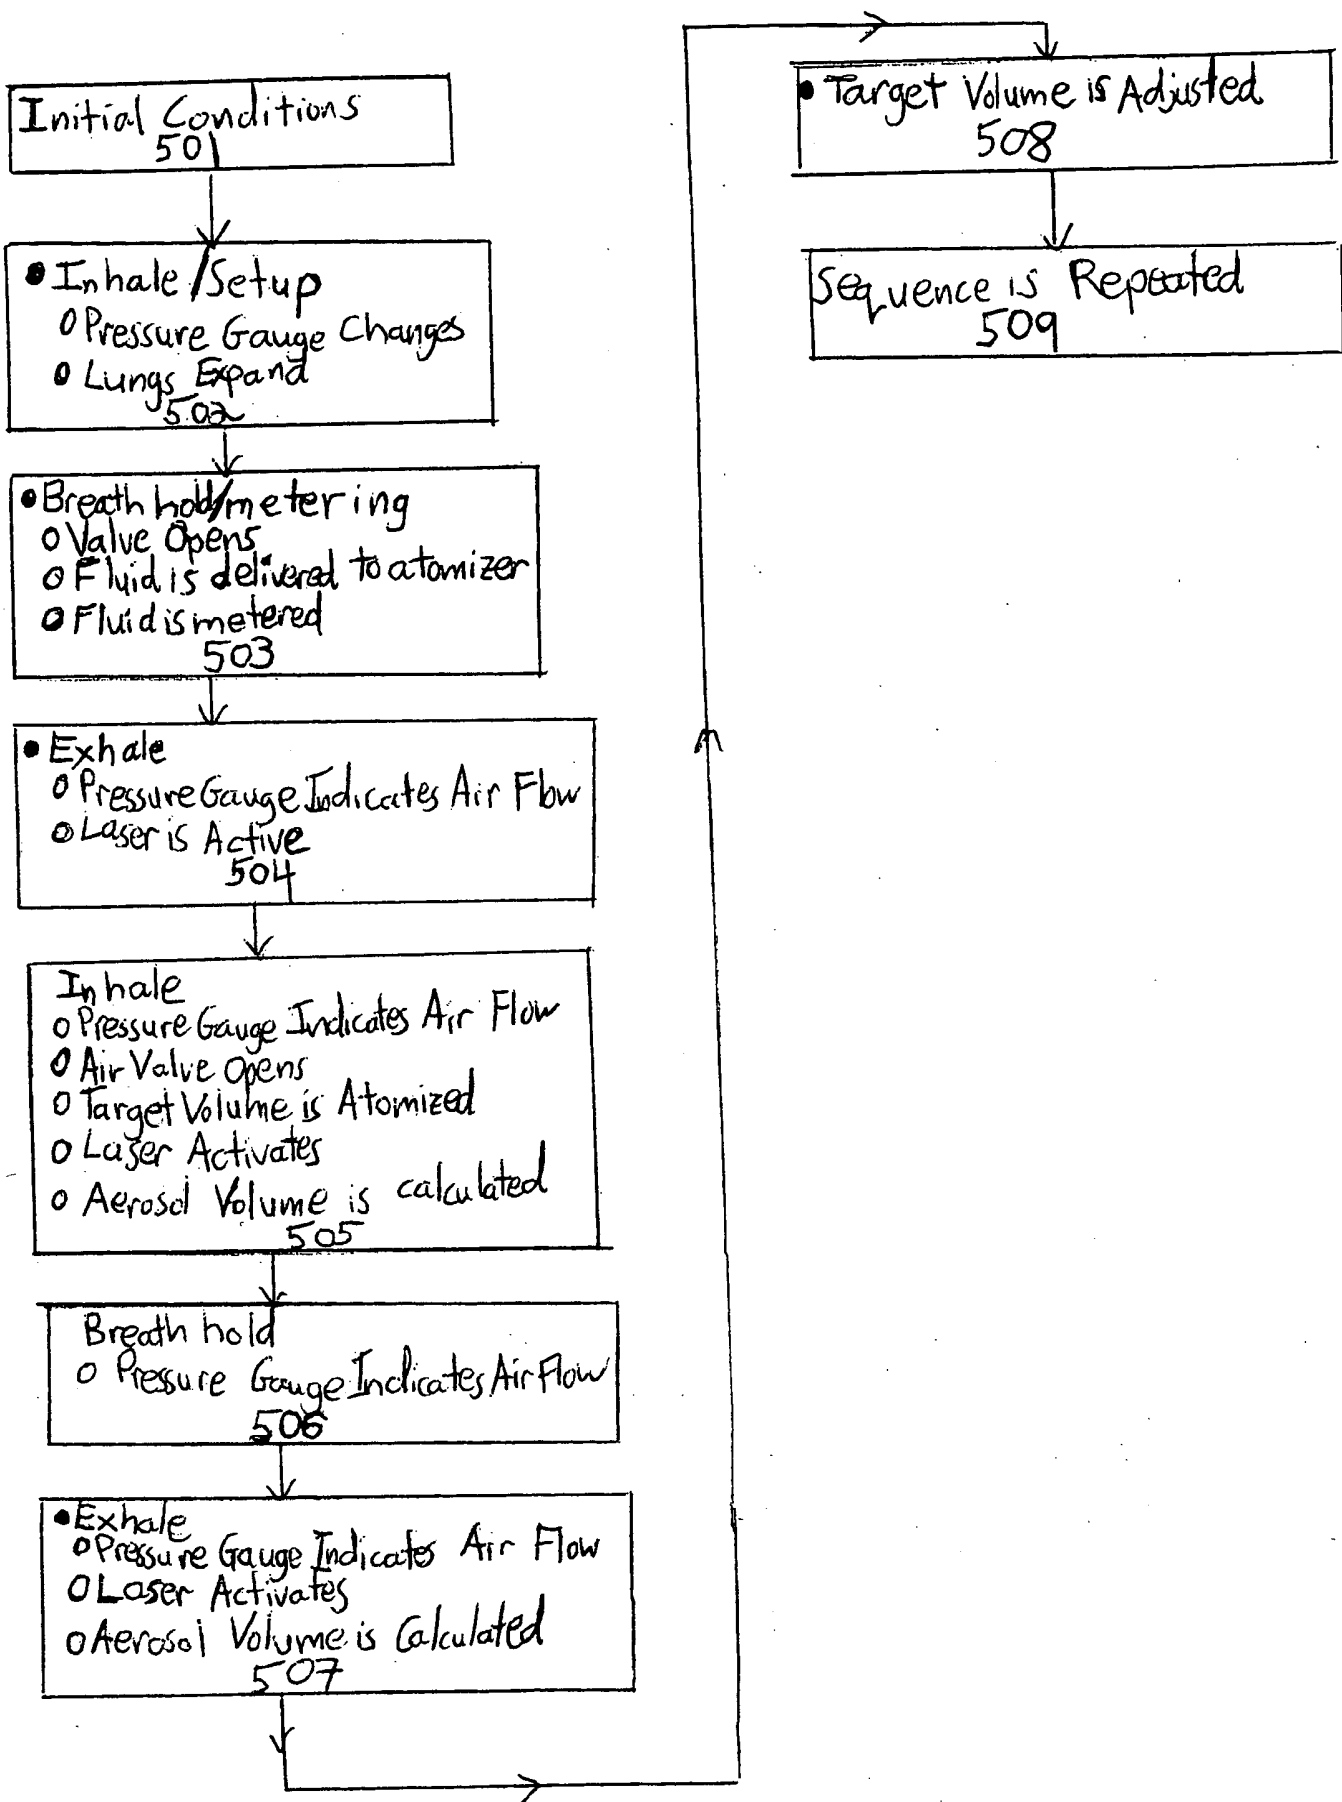 Initial Conditions
501
• Inhale/Setup
o Pressure Gauge Changes
o Lungs Expand
502
• Breath hold/metering
o Valve Opens
o Fluid is delivered to atomizer
o Fluid is metered
503
• Exhale
o Pressure Gauge Indicates Air Flow
o Laser is Active
504
Inhale
o Pressure Gauge Indicates Air Flow
o Air Valve Opens
o Target Volume is Atomized
o Laser Activates
o Aerosol Volume is calculated
505
Breath hold
o Pressure Gauge Indicates Air Flow
506
• Exhale
o Pressure Gauge Indicates Air Flow
o Laser Activates
o Aerosol Volume is Calculated
507
• Target Volume is Adjusted
508
Sequence is Repeated
509